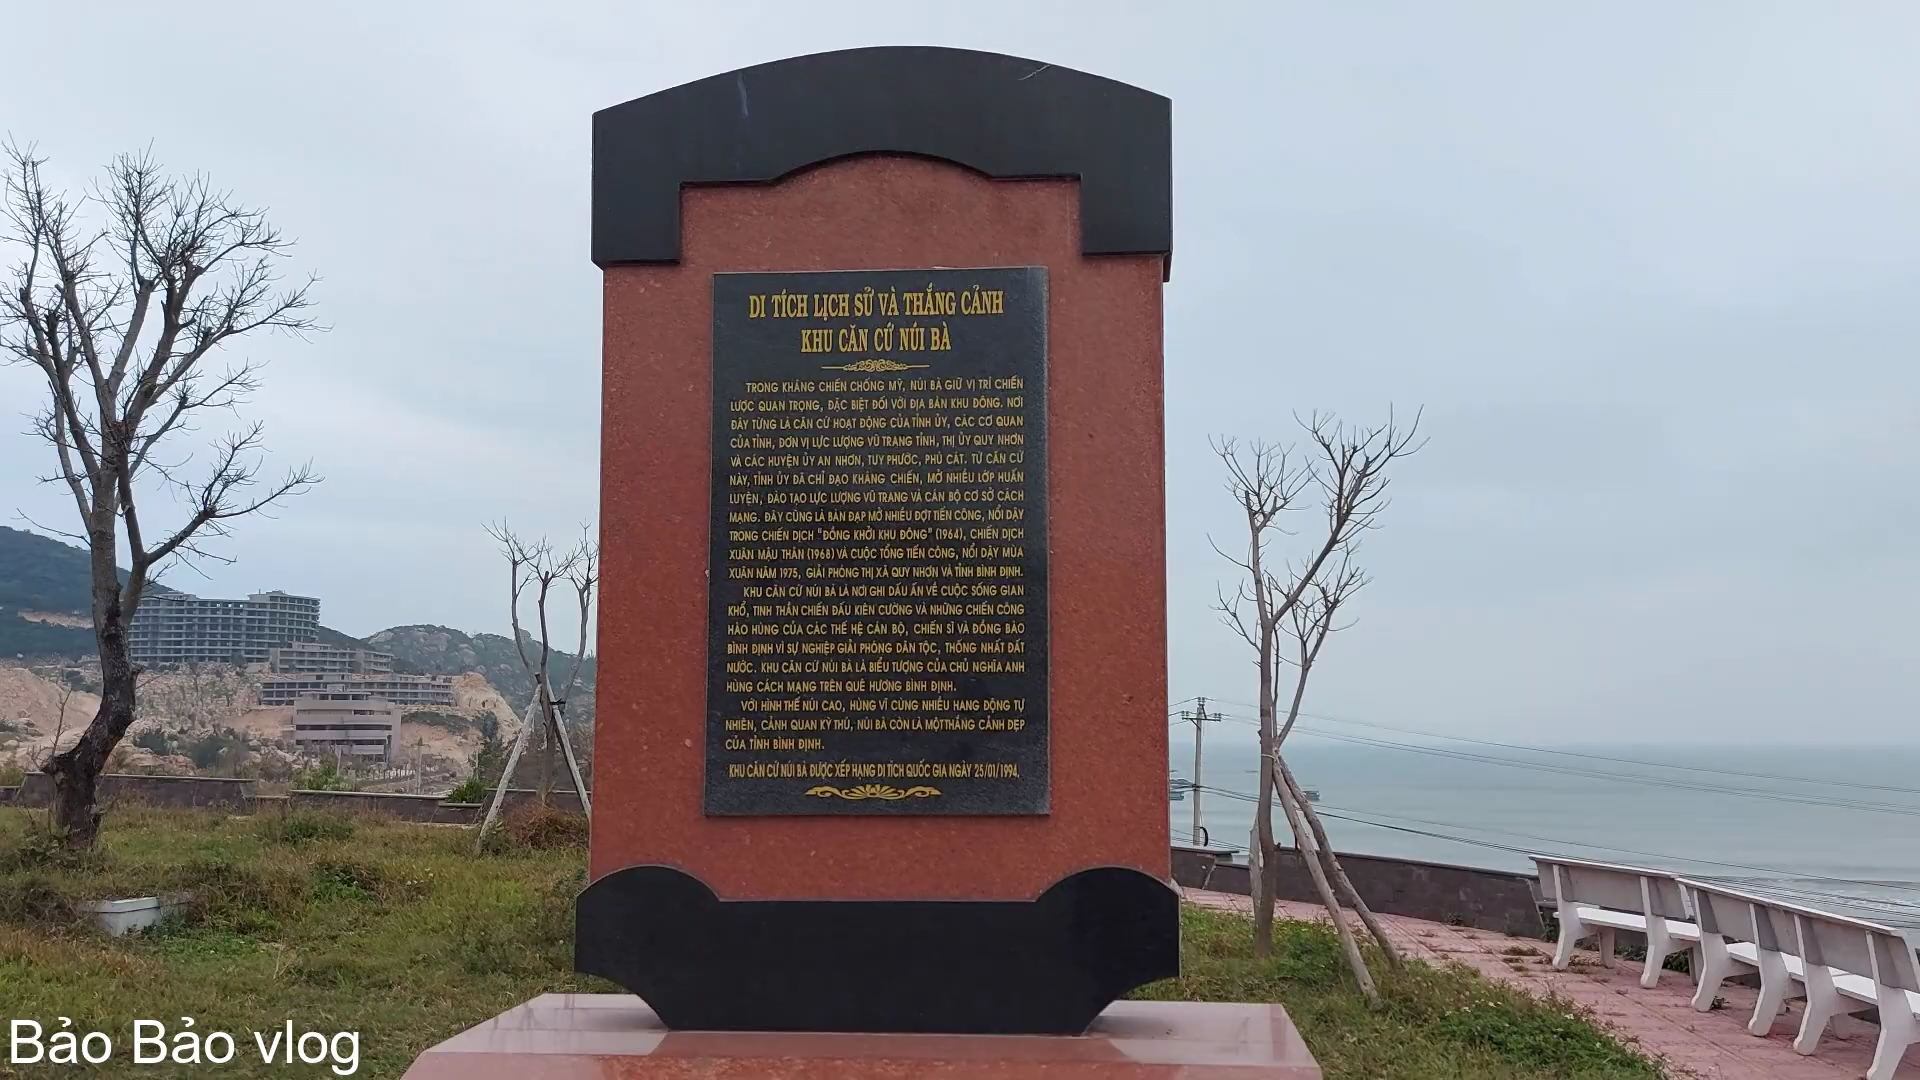 DI TÍCH LỊCH SỬ VÀ THẮNG CẢNH
KHU CĂN CỨ NÚI BÀ
TRONG KHÁNG CHIẾN CHỐNG MỸ, NÚI BÀ GIỮ VỊ TRÍ CHIẾN
LƯỢC QUAN TRỌNG, ĐẶC BIỆT ĐỐI VỚI ĐỊA BÀN KHU ĐÔNG. NƠI
ĐÂY TỪNG LÀ CĂN CỨ HOẠT ĐỘNG CỦA TỈNH ỦY, CÁC CƠ QUAN
CỦA TỈNH, ĐƠN VỊ LỰC LƯỢNG VŨ TRANG TỈNH, THỊ ỦY QUY NHƠN
VÀ CÁC HUYỆN ỦY AN NHƠN, TUY PHƯỚC, PHÙ CÁT. TỪ CĂN CỨ
NÀY, TỈNH ỦY ĐÃ CHỈ ĐẠO KHÁNG CHIẾN, MỞ NHIỀU LỚP HUẤN
LUYỆN, ĐÀO TẠO LỰC LƯỢNG VŨ TRANG VÀ CÁN BỘ CƠ SỞ CÁCH
MẠNG. ĐÂY CŨNG LÀ BÀN ĐẠP MỞ NHIỀU ĐỢT TIẾN CÔNG, NỔI DẬY
TRONG CHIẾN DỊCH "ĐỒNG KHỞI KHU ĐÔNG" (1964), CHIẾN DỊCH
XUÂN MẬU THÂN (1968) VÀ CUỘC TỔNG TIẾN CÔNG, NỔI DẬY MÙA
XUÂN NĂM 1975, GIẢI PHÓNG THỊ XÃ QUY NHƠN VÀ TỈNH BÌNH ĐỊNH.
KHU CĂN CỨ NÚI BÀ LÀ NƠI GHI DẤU ẤN VỀ CUỘC SỐNG GIAN
KHỔ, TINH THẦN CHIẾN ĐẤU KIÊN CƯỜNG VÀ NHỮNG CHIẾN CÔNG
HÀO HÙNG CỦA CÁC THẾ HỆ CÁN BỘ, CHIẾN SĨ VÀ ĐỒNG BÀO
BÌNH ĐỊNH VÌ SỰ NGHIỆP GIẢI PHÓNG DÂN TỘC, THỐNG NHẤT ĐẤT
NƯỚC. KHU CĂN CỨ NÚI BÀ LÀ BIỂU TƯỢNG CỦA CHỦ NGHĨA ANH
HÙNG CÁCH MẠNG TRÊN QUÊ HƯƠNG BÌNH ĐỊNH.
VỚI HÌNH THẾ NÚI CAO, HÙNG VĨ CÙNG NHIỀU HANG ĐỘNG TỰ
NHIÊN, CẢNH QUAN KỲ THÚ, NÚI BÀ CÒN LÀ MỘTTHẮNG CẢNH ĐẸP
CỦA TỈNH BÌNH ĐỊNH.
KHU CĂN CỨ NÚI BÀ ĐƯỢC XẾP HẠNG DI TÍCH QUỐC GIA NGÀY 25/01/1994.
Bảo Bảo vlog